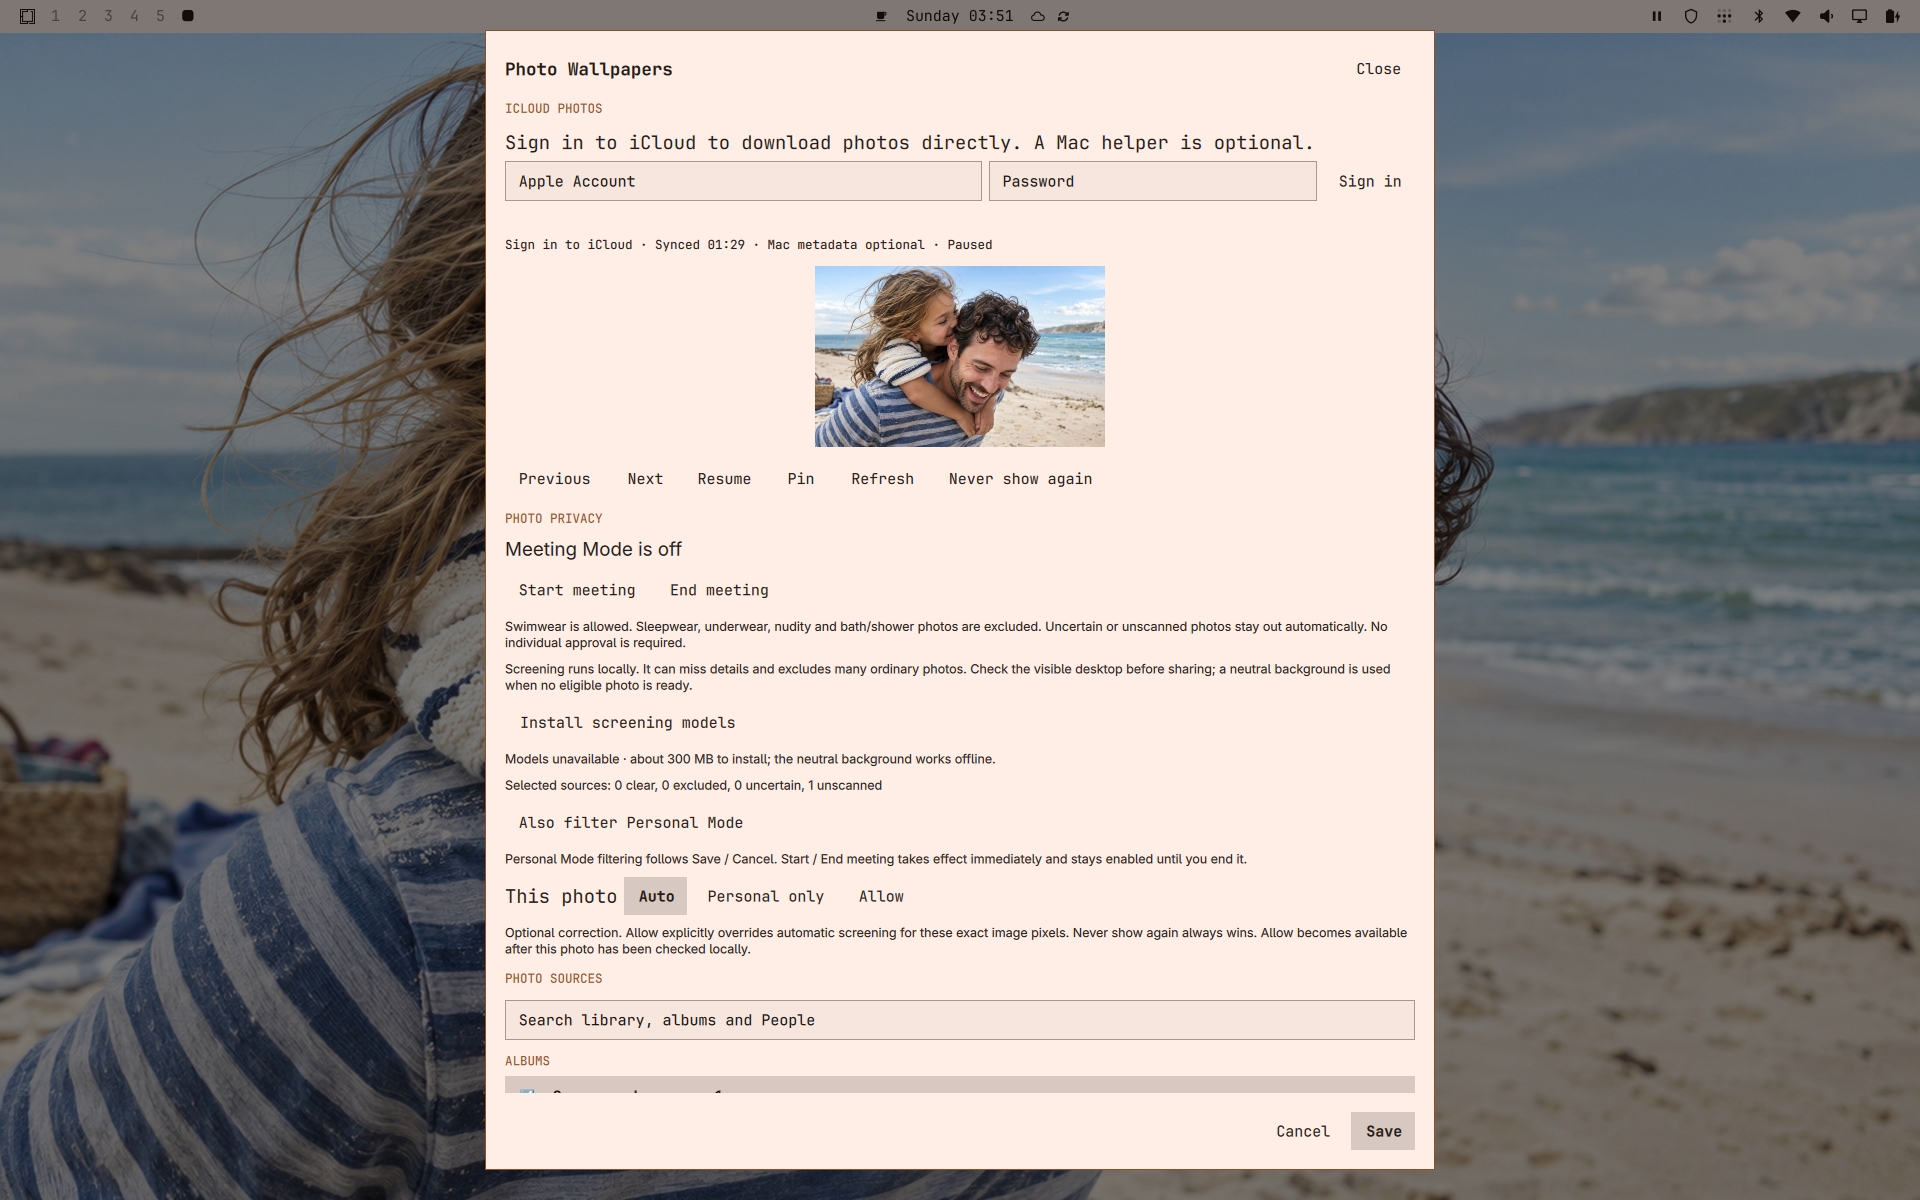 1 2 3 4 5
Sunday 03:51
Photo Wallpapers
Close
ICLOUD PHOTOS
Sign in to iCloud to download photos directly. A Mac helper is optional.
Apple Account
Password
Sign in
Sign in to iCloud · Synced 01:29 · Mac metadata optional · Paused
Previous
Next
Resume
Pin
Refresh
Never show again
PHOTO PRIVACY
Meeting Mode is off
Start meeting
End meeting
Swimwear is allowed. Sleepwear, underwear, nudity and bath/shower photos are excluded. Uncertain or unscanned photos stay out automatically. No
individual approval is required.
Screening runs locally. It can miss details and excludes many ordinary photos. Check the visible desktop before sharing; a neutral background is used
when no eligible photo is ready.
Install screening models
Models unavailable · about 300 MB to install; the neutral background works offline.
Selected sources: 0 clear, 0 excluded, 0 uncertain, 1 unscanned
Also filter Personal Mode
Personal Mode filtering follows Save / Cancel. Start / End meeting takes effect immediately and stays enabled until you end it.
This photo
Auto
Personal only
Allow
Optional correction. Allow explicitly overrides automatic screening for these exact image pixels. Never show again always wins. Allow becomes available
after this photo has been checked locally.
PHOTO SOURCES
Search library, albums and People
ALBUMS
Cancel
Save